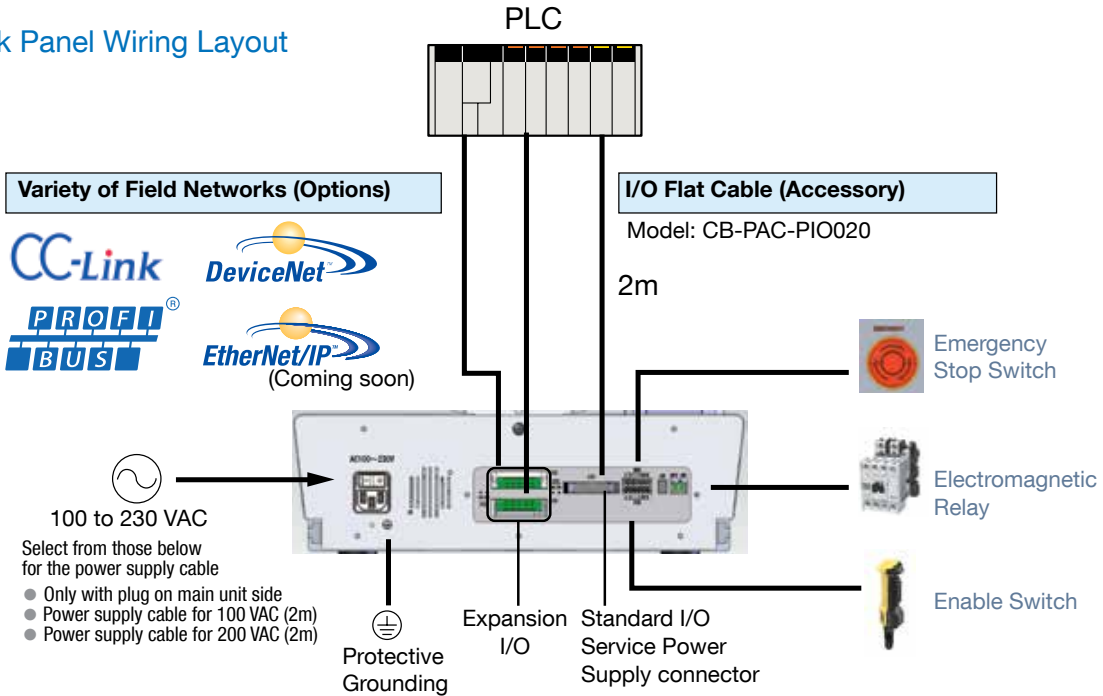 PLC
k Panel Wiring Layout
Variety of Field Networks (Options)
CC-Link
DeviceNet™
PROFI®
BUS
EtherNet/IP™
(Coming soon)
I/O Flat Cable (Accessory)
Model: CB-PAC-PIO020
2m
Emergency
Stop Switch
Electromagnetic
Relay
Enable Switch
AC100~230V
100 to 230 VAC
Select from those below
for the power supply cable
● Only with plug on main unit side
● Power supply cable for 100 VAC (2m)
● Power supply cable for 200 VAC (2m)
Protective
Grounding
Expansion
I/O
Standard I/O
Service Power
Supply connector